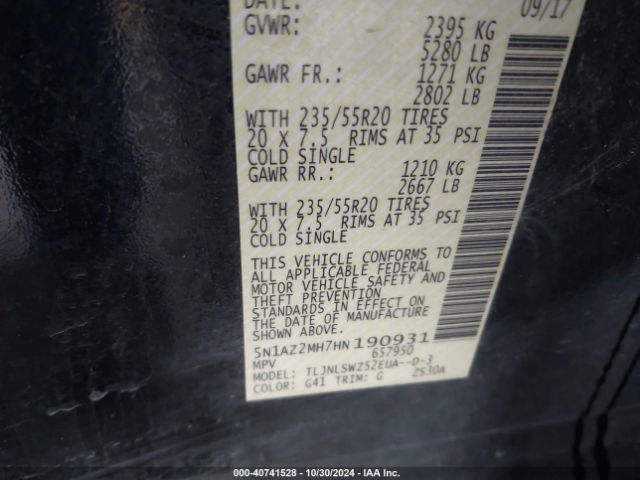 DATE: 09/17
GVWR: 2395 KG
5280 LB
GAWR FR.: 1271 KG
2802 LB
WITH 235/55R20 TIRES
20 X 7.5 RIMS AT 35 PSI
COLD SINGLE
GAWR RR.: 1210 KG
2667 LB
WITH 235/55R20 TIRES
20 X 7.5 RIMS AT 35 PSI
COLD SINGLE
THIS VEHICLE CONFORMS TO
ALL APPLICABLE FEDERAL
MOTOR VEHICLE SAFETY AND
THEFT PREVENTION
STANDARDS IN EFFECT ON
THE DATE OF MANUFACTURE
SHOWN ABOVE.
5N1AZ2MH7HN190931
MPV 657950
MODEL: TLJNLSWZ52EUA--D-3
COLOR: G41 TRIM: G ZS30A
000-40741528 - 10/30/2024 - IAA Inc.